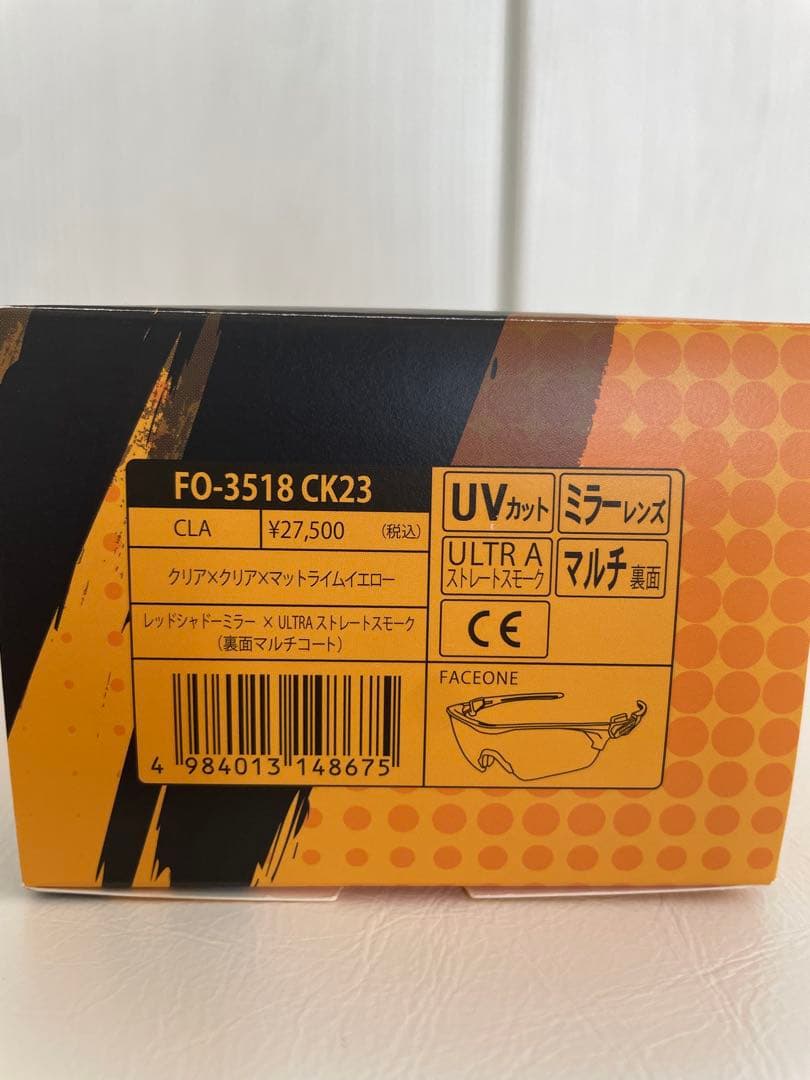 FO-3518 CK23
CLA ¥27,500 (税込)
クリア×クリア×マットライムイエロー
レッドシャドーミラー × ULTRA ストレートスモーク
(裏面マルチコート)
4 984013 148675
UVカット ミラーレンズ
ULTRA
ストレートスモーク
マルチ裏面
CE
FACEONE